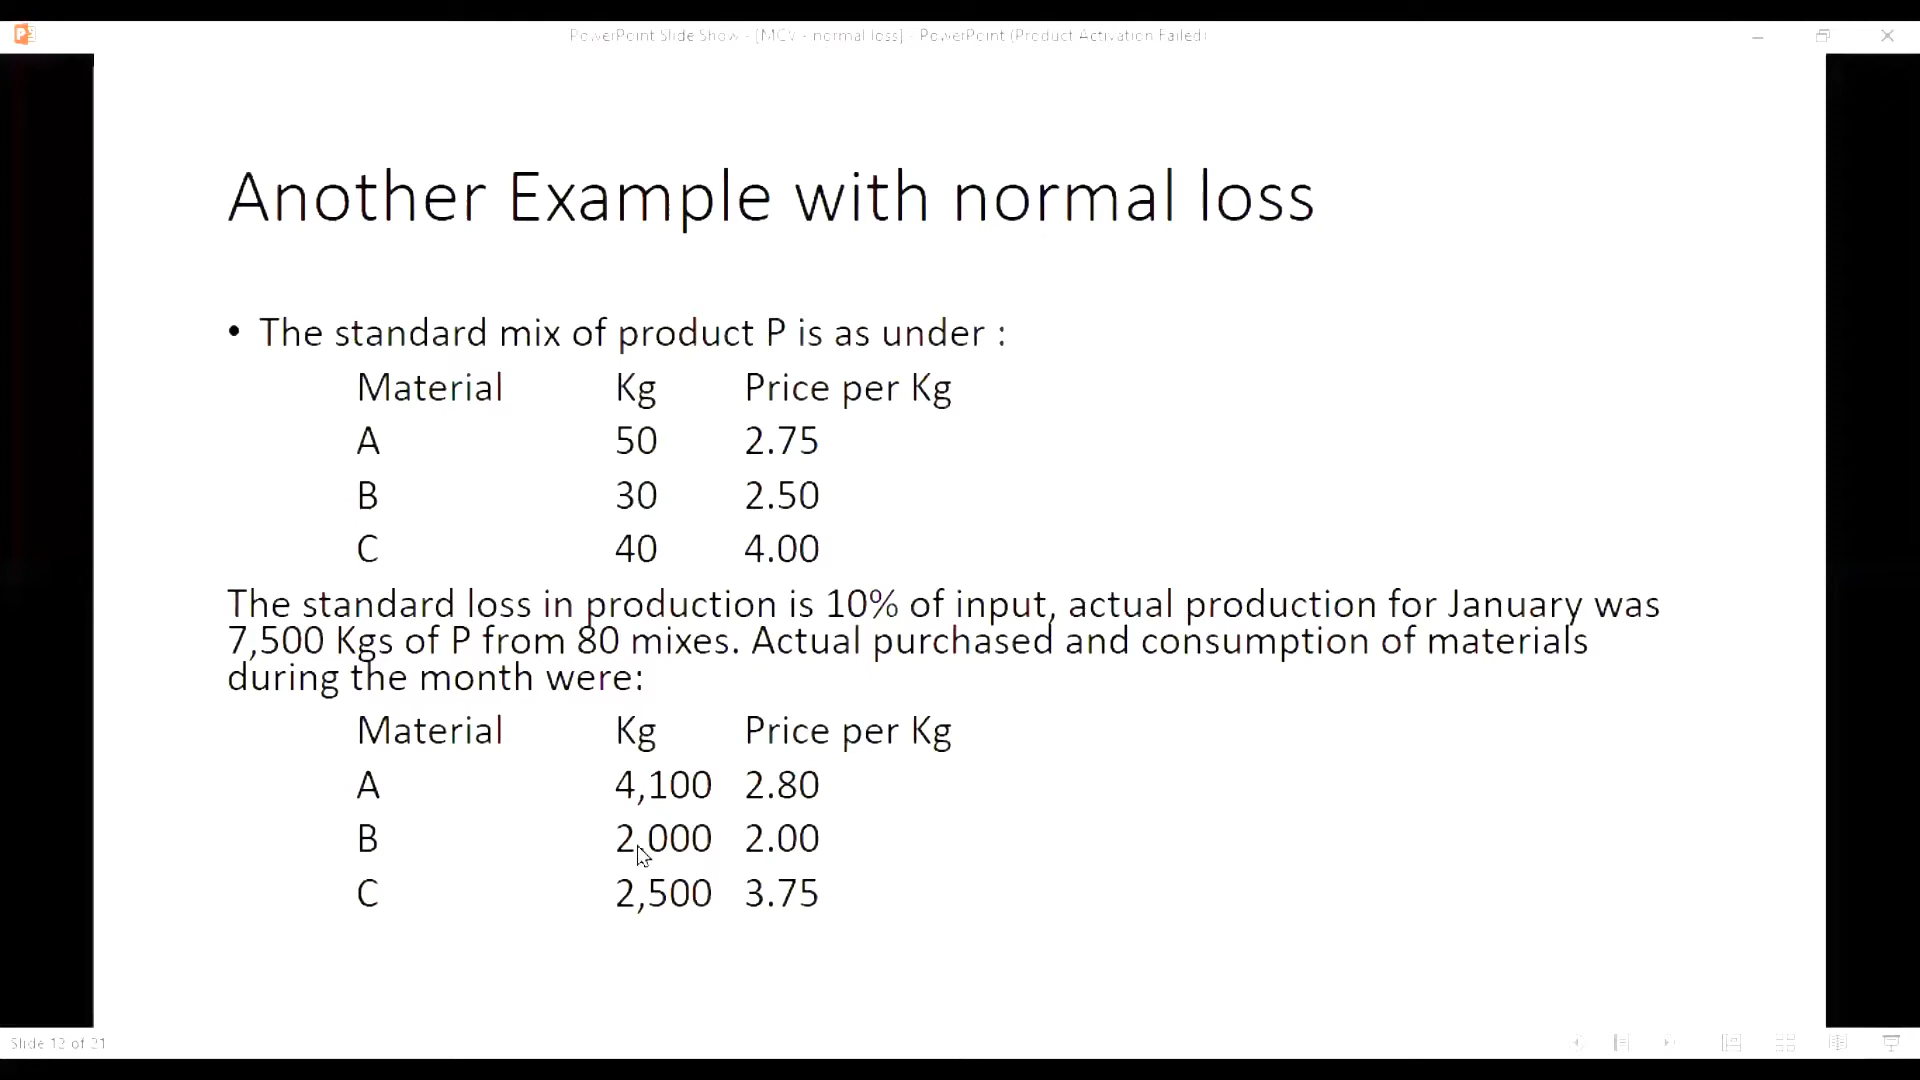 PowerPoint Slide Show - [MCV - normal loss] - PowerPoint (Product Activation Failed)
Another Example with normal loss
• The standard mix of product P is as under :
Material Kg Price per Kg
A 50 2.75
B 30 2.50
C 40 4.00
The standard loss in production is 10% of input, actual production for January was
7,500 Kgs of P from 80 mixes. Actual purchased and consumption of materials
during the month were:
Material Kg Price per Kg
A 4,100 2.80
B 2,000 2.00
C 2,500 3.75
Slide 12 of 21